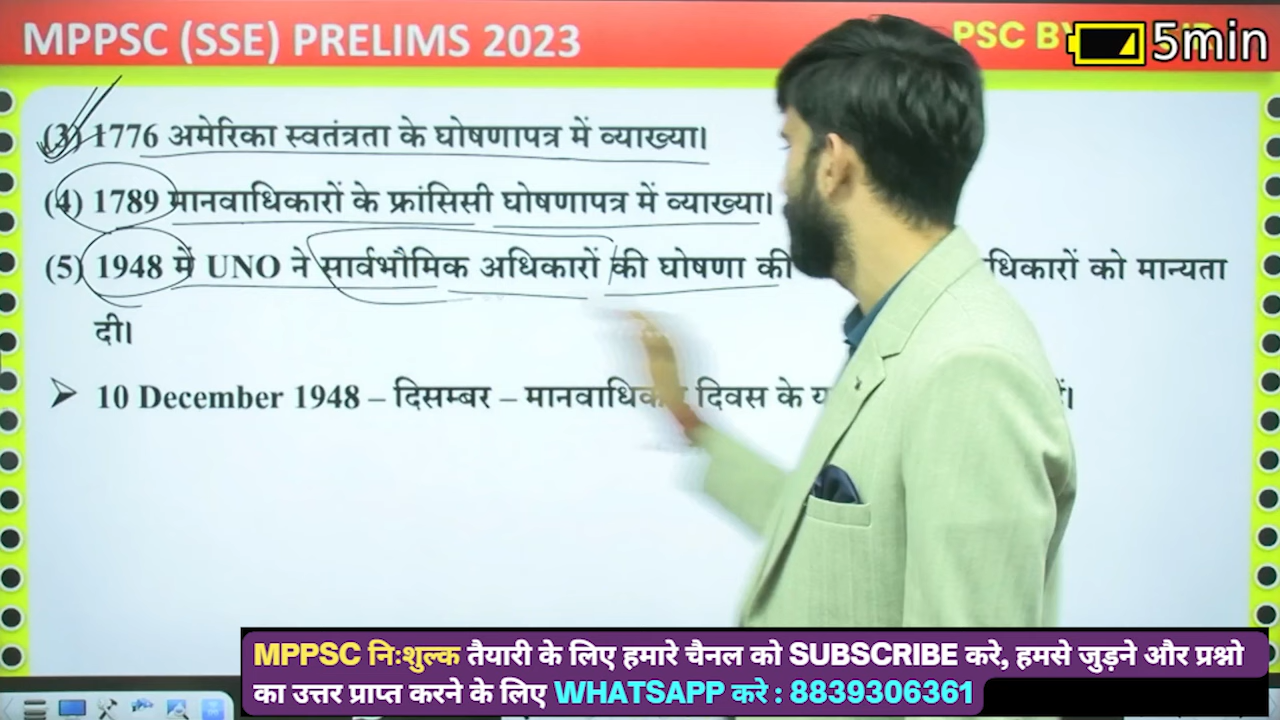 MPPSC (SSE) PRELIMS 2023
PSC BY
5min
(3) 1776 अमेरिका स्वतंत्रता के घोषणापत्र में व्याख्या।
(4) 1789 मानवाधिकारों के फ्रांसिसी घोषणापत्र में व्याख्या।
(5) 1948 में UNO ने सार्वभौमिक अधिकारों की घोषणा की धिकारों को मान्यता
दी।
➢ 10 December 1948 – दिसम्बर – मानवाधिकार दिवस के
MPPSC निःशुल्क तैयारी के लिए हमारे चैनल को SUBSCRIBE करे, हमसे जुड़ने और प्रश्नो
का उत्तर प्राप्त करने के लिए WHATSAPP करे : 8839306361